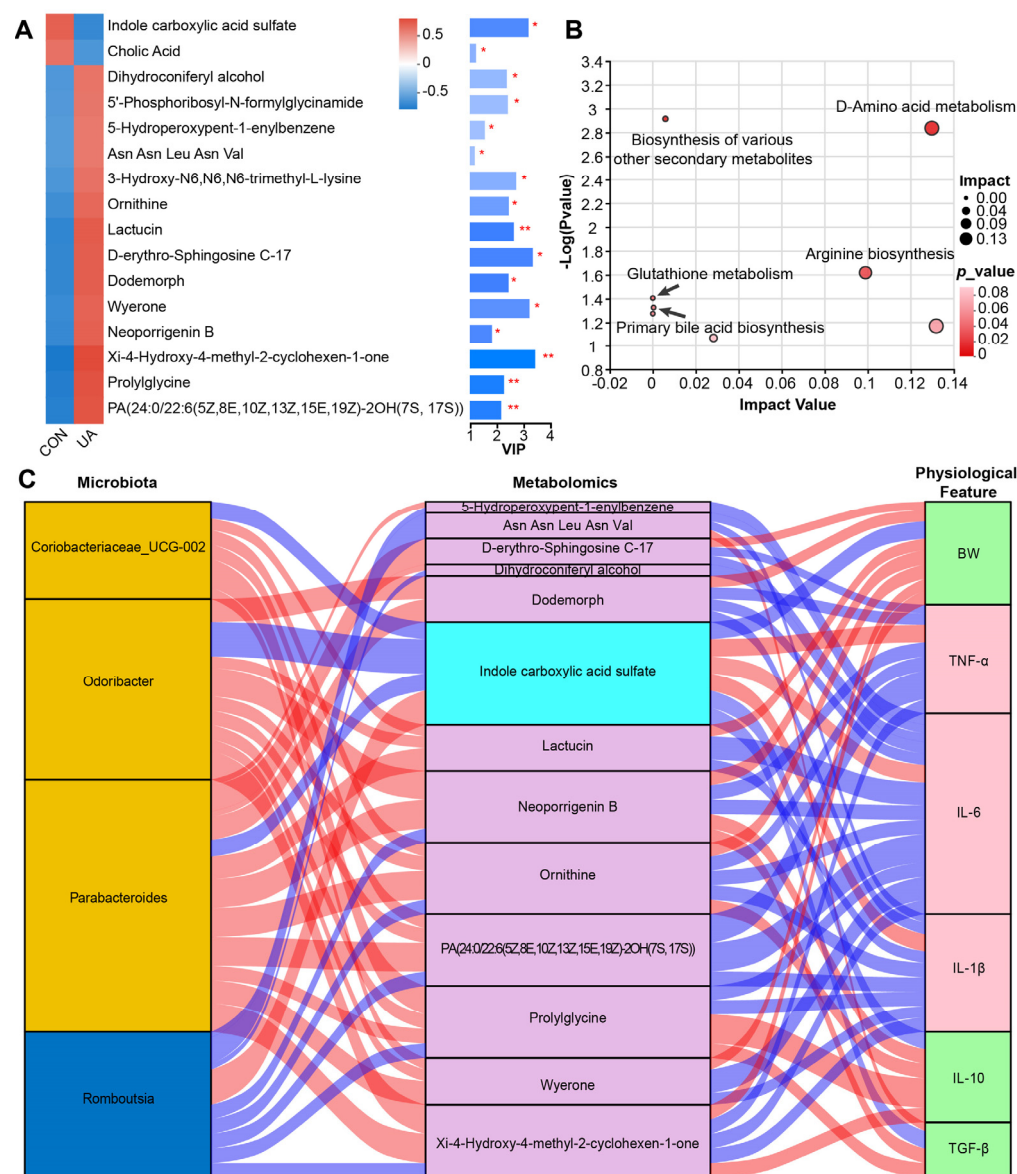 A
Indole carboxylic acid sulfate
Cholic Acid
Dihydroconiferyl alcohol
5'-Phosphoribosyl-N-formylglycinamide
5-Hydroperoxypent-1-enylbenzene
Asn Asn Leu Asn Val
3-Hydroxy-N6,N6,N6-trimethyl-L-lysine
Ornithine
Lactucin
D-erythro-Sphingosine C-17
Dodemorph
Wyerone
Neoporrigenin B
Xi-4-Hydroxy-4-methyl-2-cyclohexen-1-one
Prolylglycine
PA(24:0/22:6(5Z,8E,10Z,13Z,15E,19Z)-2OH(7S, 17S))
CON
UA
0.5
0
-0.5
*
*
*
*
*
*
*
*
**
*
*
*
*
**
**
**
1 2 3 4
VIP
B
-Log(Pvalue)
3.4
3.2
3
2.8
2.6
2.4
2.2
2
1.8
1.6
1.4
1.2
1
0.8
-0.02 0 0.02 0.04 0.06 0.08 0.10 0.12 0.14
Impact Value
D-Amino acid metabolism
Biosynthesis of various
other secondary metabolites
Arginine biosynthesis
Glutathione metabolism
Primary bile acid biosynthesis
Impact
0.00
0.04
0.09
0.13
p_value
0.08
0.06
0.04
0.02
0
C
Microbiota
Coriobacteriaceae_UCG-002
Odoribacter
Parabacteroides
Romboutsia
Metabolomics
5-Hydroperoxypent-1-enylbenzene
Asn Asn Leu Asn Val
D-erythro-Sphingosine C-17
Dihydroconiferyl alcohol
Dodemorph
Indole carboxylic acid sulfate
Lactucin
Neoporrigenin B
Ornithine
PA(24:0/22:6(5Z,8E,10Z,13Z,15E,19Z)-2OH(7S, 17S))
Prolylglycine
Wyerone
Xi-4-Hydroxy-4-methyl-2-cyclohexen-1-one
Physiological
Feature
BW
TNF-α
IL-6
IL-1β
IL-10
TGF-β